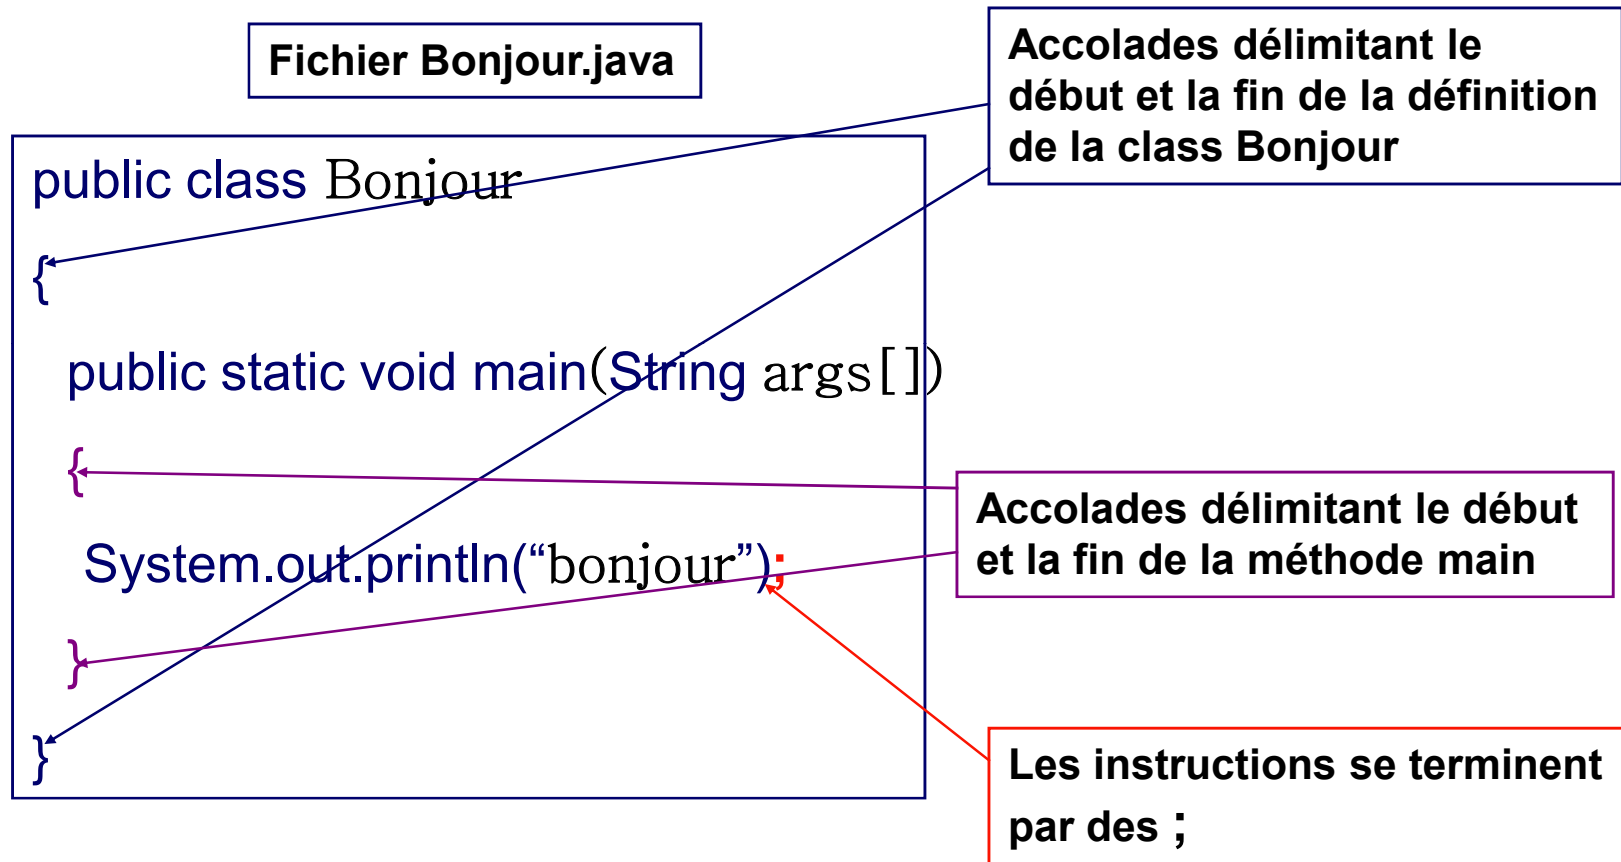 Fichier Bonjour.java
Accolades délimitant le
début et la fin de la définition
de la class Bonjour
public class Bonjour
{
public static void main(String args[])
{
System.out.println(“bonjour”);
}
}
Accolades délimitant le début
et la fin de la méthode main
Les instructions se terminent
par des ;